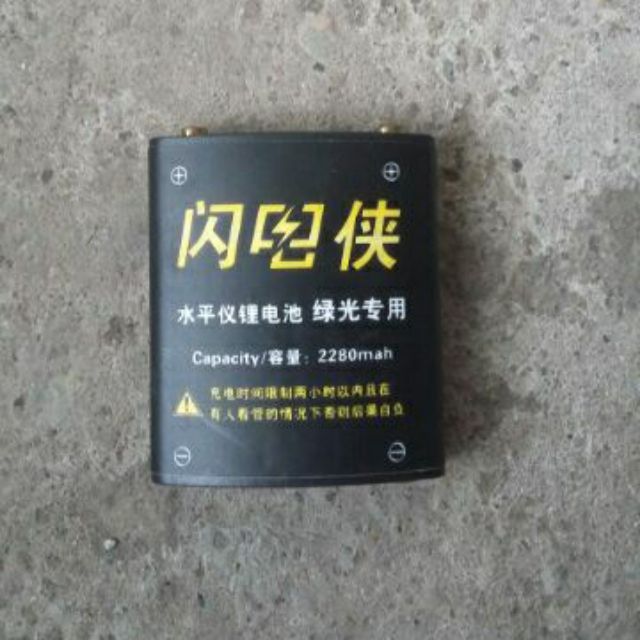 闪电侠
水平仪锂电池 绿光专用
Capacity/容量: 2280mah
充电时间限制两小时以内且在
有人看管的情况下否则后果自负